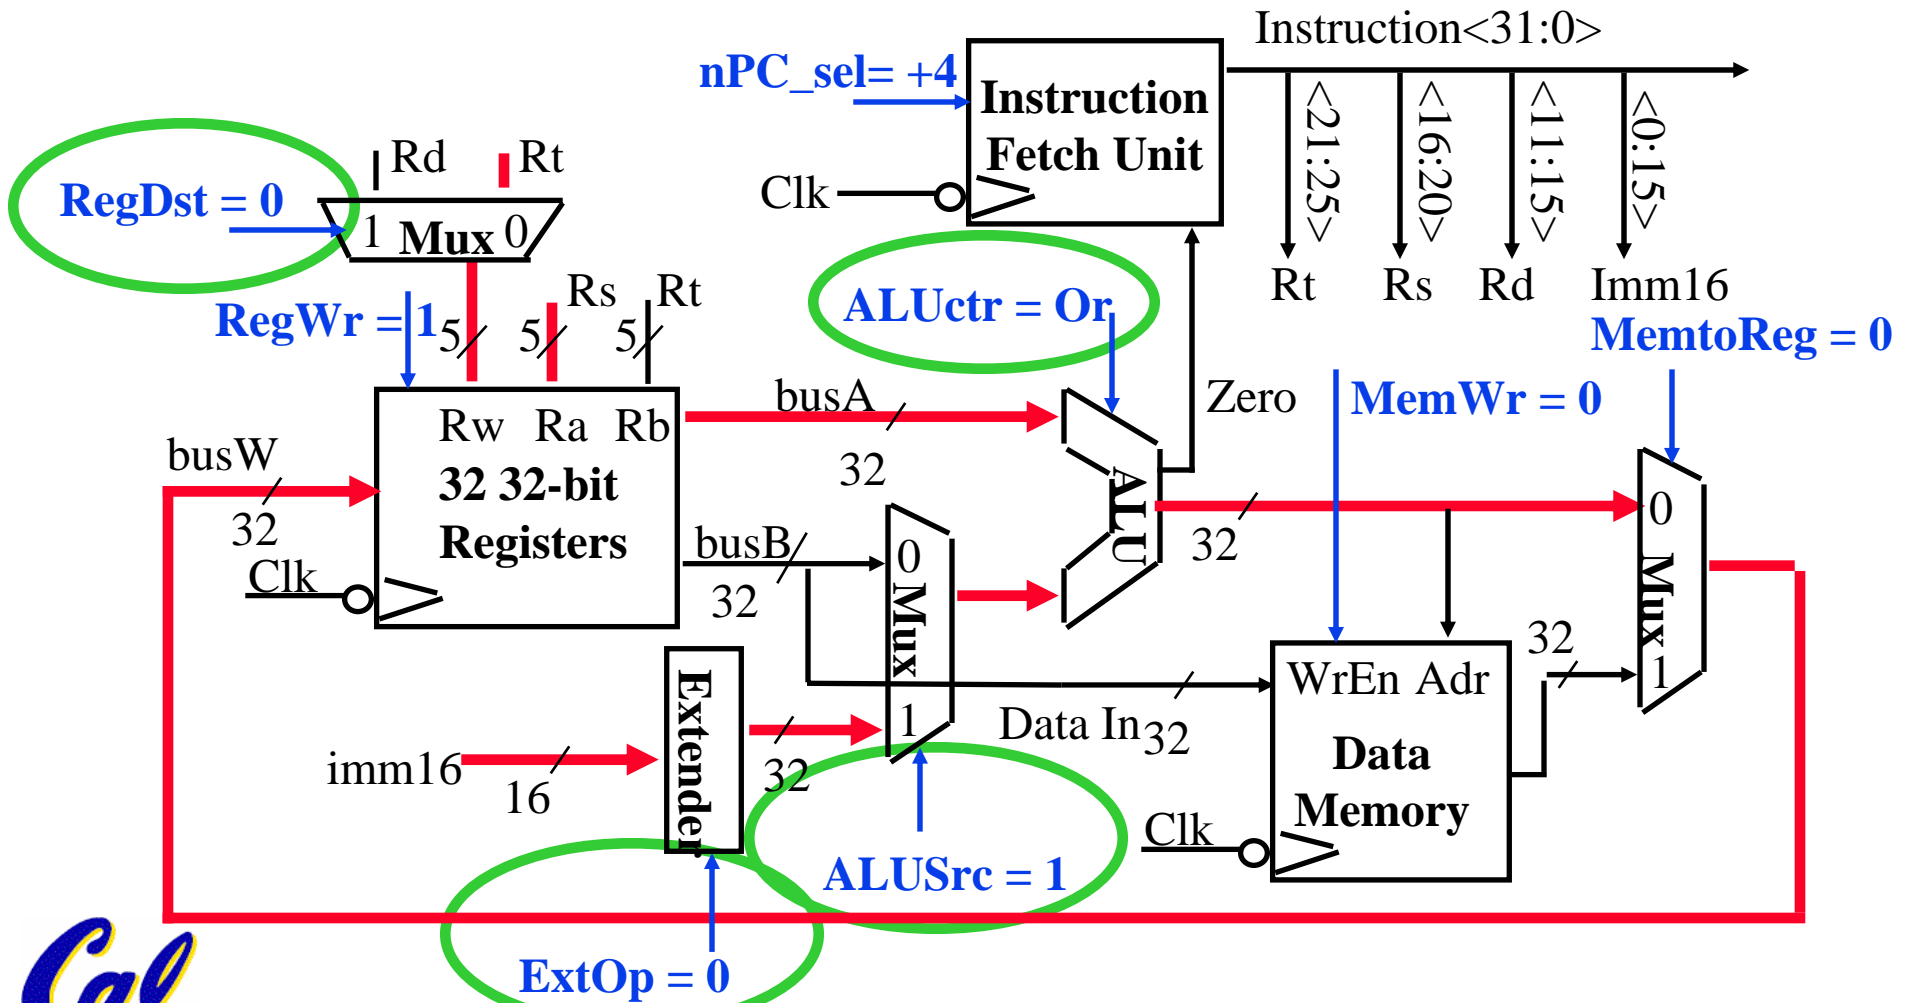 Instruction<31:0>
nPC_sel= +4
Instruction
Fetch Unit
Clk
<21:25>
<16:20>
<11:15>
<0:15>
Rt
Rs
Rd
Imm16
Rd
Rt
RegDst = 0
1
Mux
0
RegWr = 1
5
5
5
Rs
Rt
ALUctr = Or
MemtoReg = 0
MemWr = 0
Zero
busA
32
busW
32
Rw Ra Rb
32 32-bit
Registers
Clk
busB
32
0
Mux
1
ALU
32
0
Mux
1
32
WrEn Adr
Data
Memory
Clk
Data In
32
imm16
16
Extender
32
ALUSrc = 1
ExtOp = 0
Cal